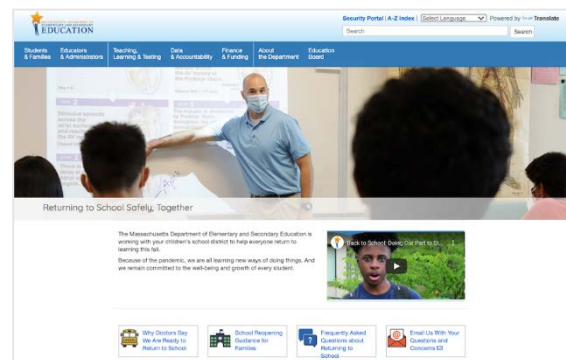 EDUCATION
Security Portal | A-Z Index | Select Language Powered by Translate
Search Search
Students & Families
Educators & Administrators
Teaching, Learning & Testing
Data & Accountability
Finance & Funding
About the Department
Education Board
Returning to School Safely, Together
The Massachusetts Department of Elementary and Secondary Education is
working with your children's school district to help everyone return to
learning this fall.
Because of the pandemic, we are all learning new ways of doing things. And
we remain committed to the well-being and growth of every student.
Back to School: Doing Our Part to St...
Why Doctors Say
We Are Ready to
Return to School
School Reopening
Guidance for
Families
Frequently Asked
Questions about
Returning to
School
Email Us With Your
Questions and
Concerns